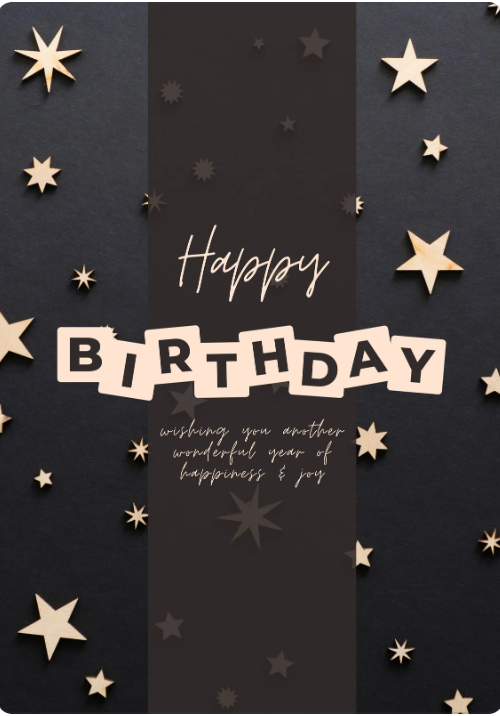 Happy
BIRTHDAY
wishing you another
wonderful year of
happiness & joy